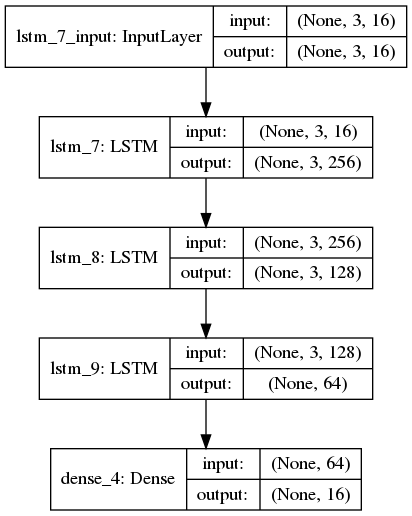 lstm_7_input: InputLayer
input: (None, 3, 16)
output: (None, 3, 16)
lstm_7: LSTM
input: (None, 3, 16)
output: (None, 3, 256)
lstm_8: LSTM
input: (None, 3, 256)
output: (None, 3, 128)
lstm_9: LSTM
input: (None, 3, 128)
output: (None, 64)
dense_4: Dense
input: (None, 64)
output: (None, 16)